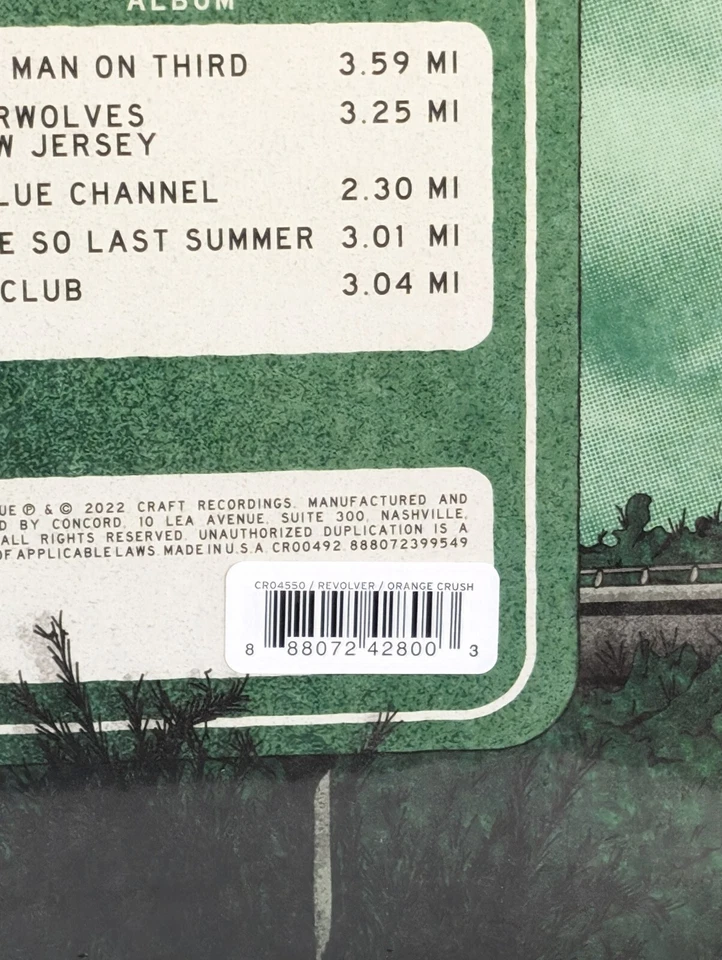 ALBUM
MAN ON THIRD 3.59 MI
RWOLVES 3.25 MI
W JERSEY
LUE CHANNEL 2.30 MI
E SO LAST SUMMER 3.01 MI
CLUB 3.04 MI
UE ℗ & © 2022 CRAFT RECORDINGS. MANUFACTURED AND
D BY CONCORD, 10 LEA AVENUE, SUITE 300, NASHVILLE,
ALL RIGHTS RESERVED. UNAUTHORIZED DUPLICATION IS A
OF APPLICABLE LAWS. MADE IN U.S.A. CR00492 888072399549
CR04550 / REVOLVER / ORANGE CRUSH
8 88072 42800 3